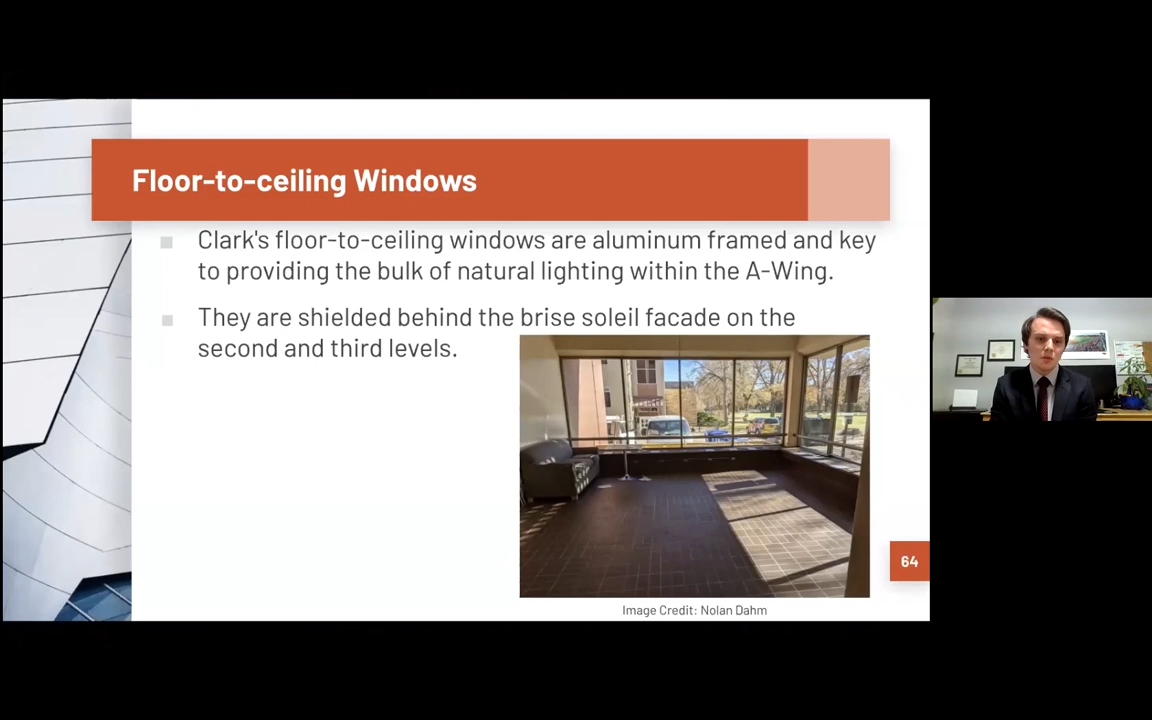 Floor-to-ceiling Windows
Clark's floor-to-ceiling windows are aluminum framed and key
to providing the bulk of natural lighting within the A-Wing.
They are shielded behind the brise soleil facade on the
second and third levels.
64
Image Credit: Nolan Dahm